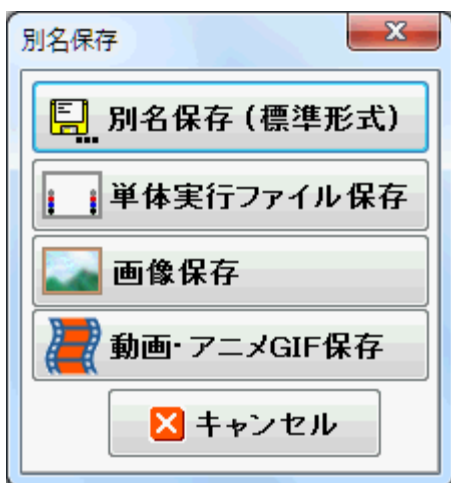 別名保存
別名保存（標準形式）
単体実行ファイル保存
画像保存
動画・アニメGIF保存
キャンセル